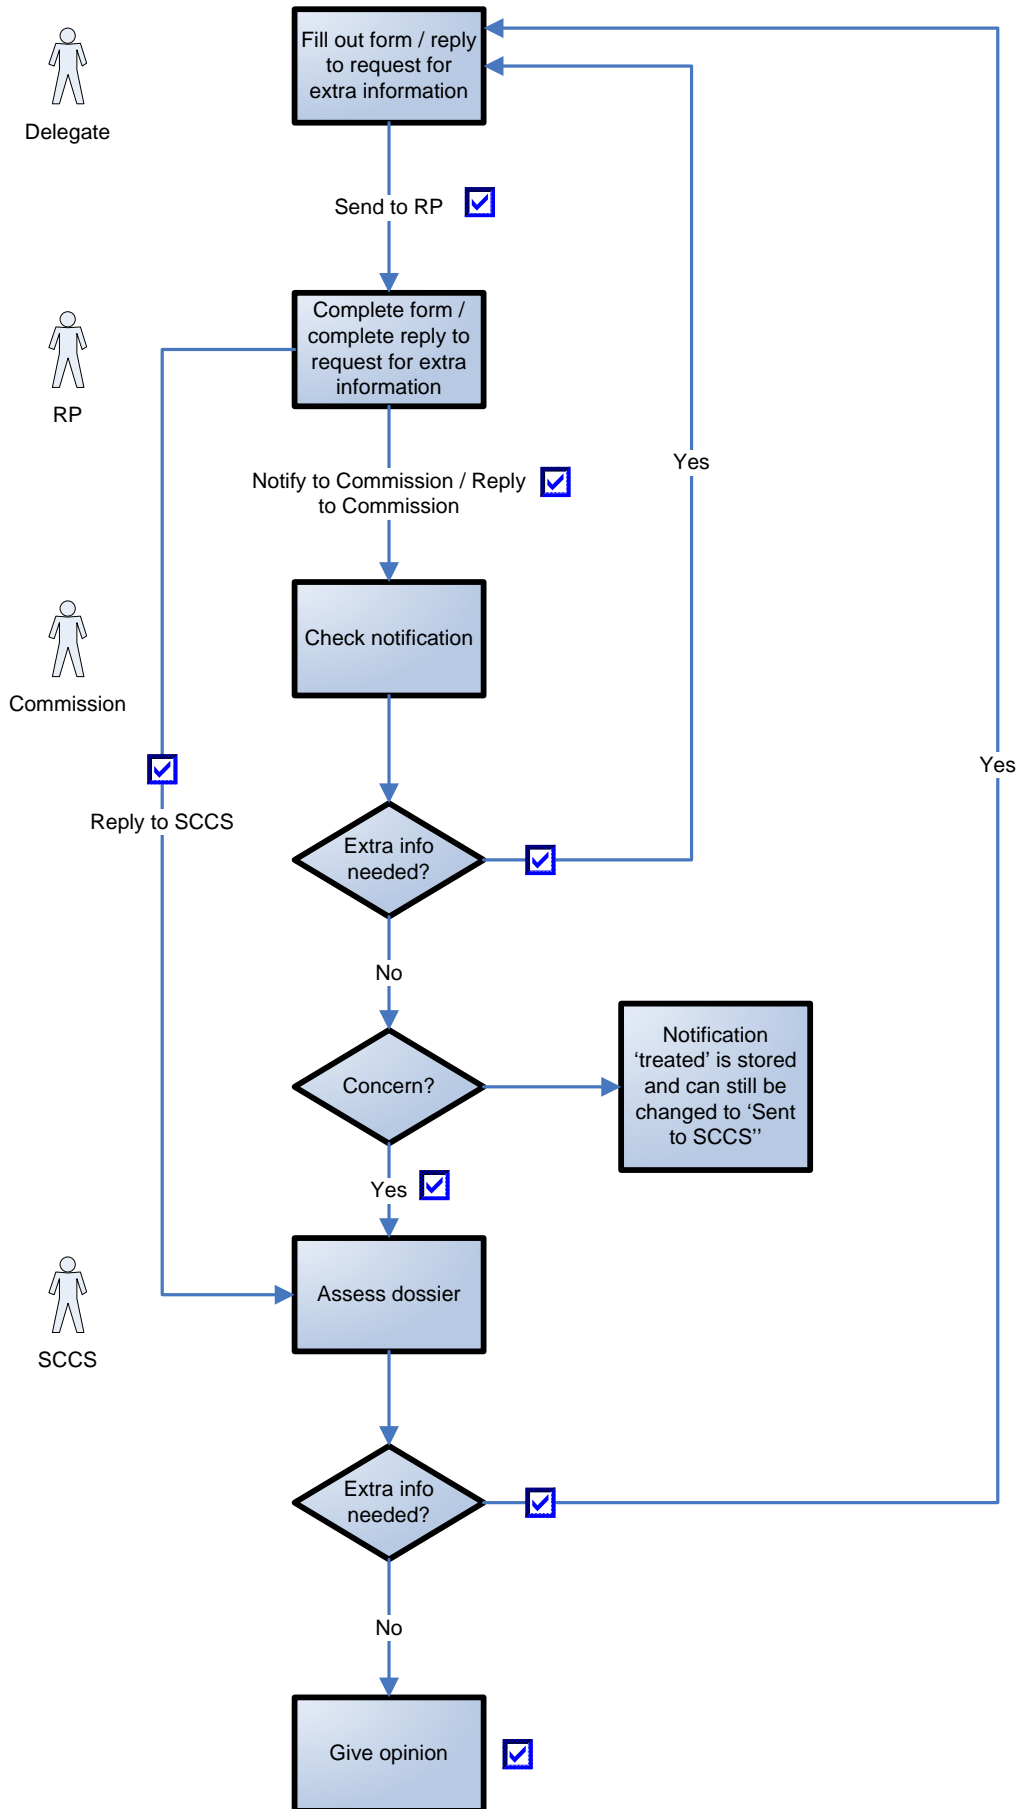 Fill out form / reply
to request for
extra information
Delegate
Send to RP
Complete form /
complete reply to
request for extra
information
RP
Notify to Commission / Reply
to Commission
Yes
Check notification
Commission
Yes
Reply to SCCS
Extra info
needed?
No
Concern?
Notification
‘treated’ is stored
and can still be
changed to ‘Sent
to SCCS’’
Yes
Assess dossier
SCCS
Extra info
needed?
No
Give opinion